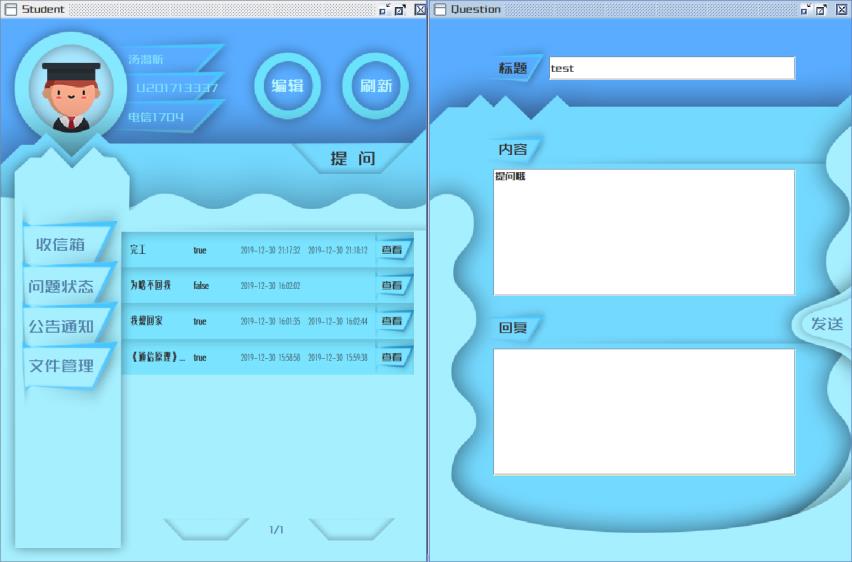 Student
汤滔昕
U201713337
电信1704
编辑
刷新
提 问
收信箱
问题状态
公告通知
文件管理
完工 true 2019-12-30 21:17:32 2019-12-30 21:18:12 查看
为啥不回我 false 2019-12-30 16:02:02 查看
我想回家 true 2019-12-30 16:01:35 2019-12-30 16:02:44 查看
《通信原理》... true 2019-12-30 15:58:58 2019-12-30 15:59:38 查看
1/1
Question
标题 test
内容
提问哦
回复
发送